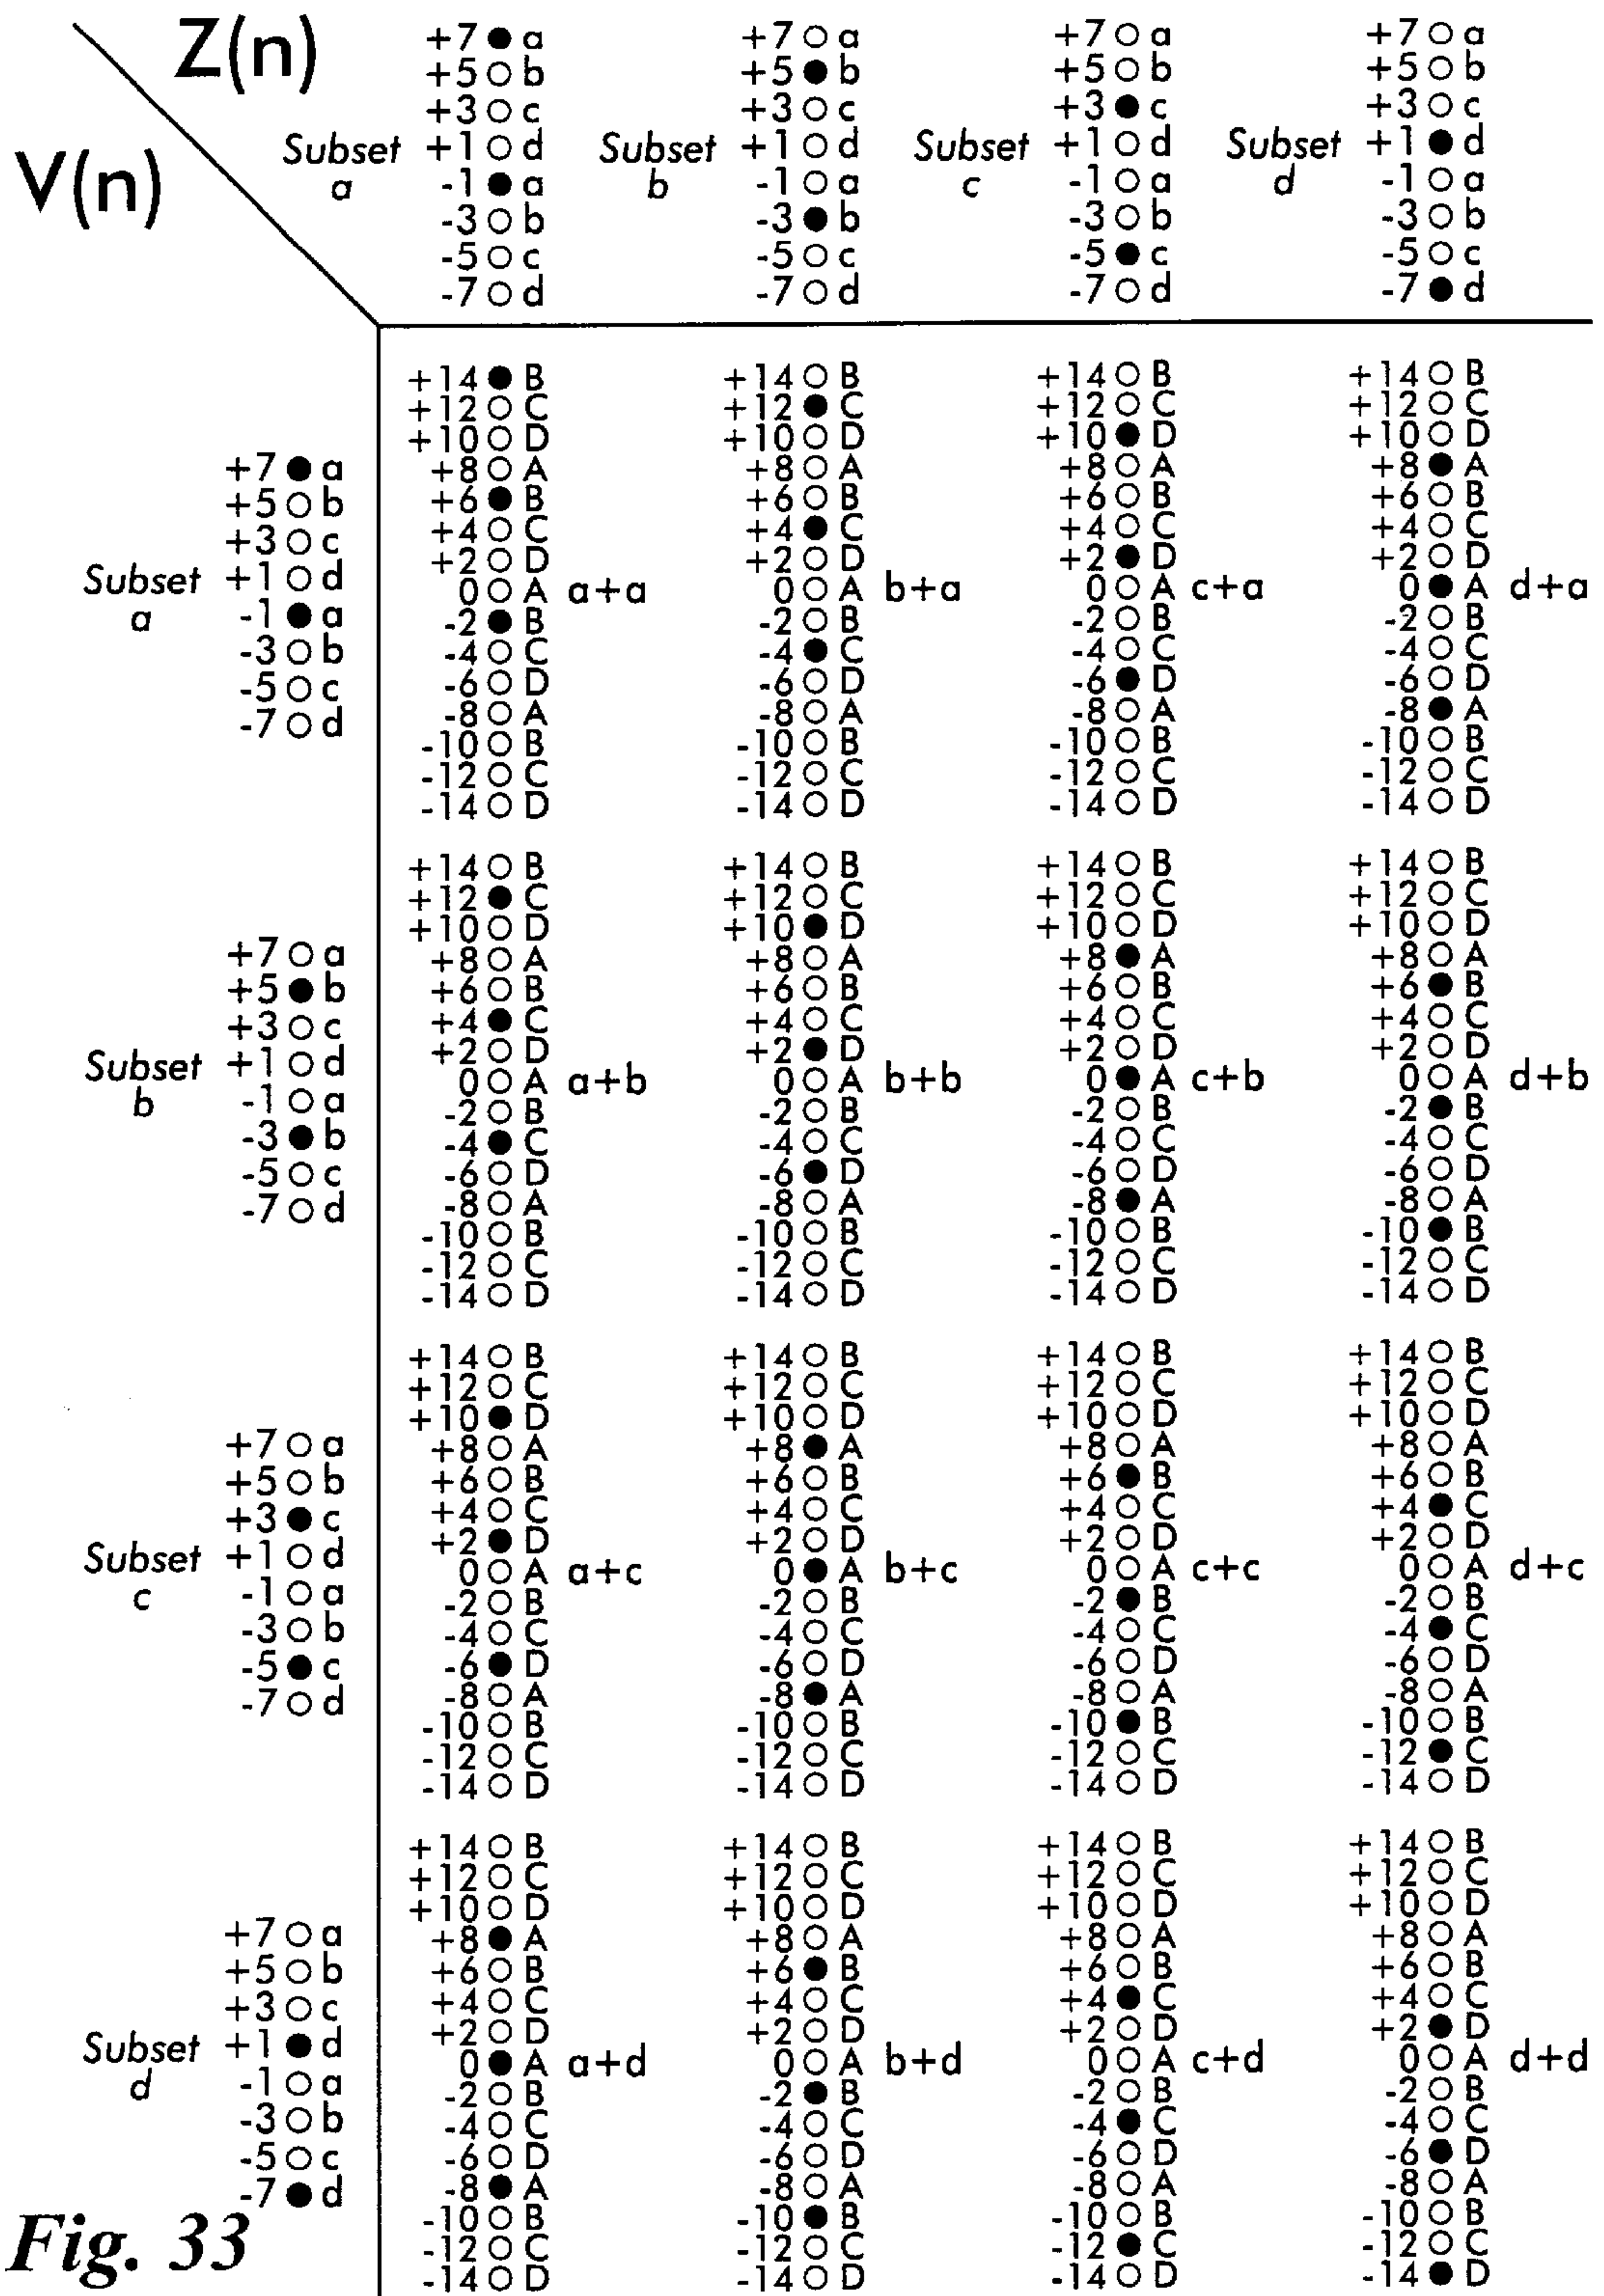 Z(n)
V(n)
+7 ● a +7 ○ a +7 ○ a +7 ○ a
+5 ○ b +5 ● b +5 ○ b +5 ○ b
+3 ○ c +3 ○ c +3 ● c +3 ○ c
Subset a +1 ○ d Subset b +1 ○ d Subset c +1 ○ d Subset d +1 ● d
-1 ● a -1 ○ a -1 ○ a -1 ○ a
-3 ○ b -3 ● b -3 ○ b -3 ○ b
-5 ○ c -5 ○ c -5 ● c -5 ○ c
-7 ○ d -7 ○ d -7 ○ d -7 ● d
Subset a
+7 ● a
+5 ○ b
+3 ○ c
+1 ○ d
-1 ● a
-3 ○ b
-5 ○ c
-7 ○ d
+14 ● B +14 ○ B +14 ○ B +14 ○ B
+12 ○ C +12 ● C +12 ○ C +12 ○ C
+10 ○ D +10 ○ D +10 ● D +10 ○ D
+8 ○ A +8 ○ A +8 ○ A +8 ● A
+6 ● B +6 ○ B +6 ○ B +6 ○ B
+4 ○ C +4 ● C +4 ○ C +4 ○ C
+2 ○ D +2 ○ D +2 ● D +2 ○ D
0 ○ A a+a 0 ○ A b+a 0 ○ A c+a 0 ● A d+a
-2 ● B -2 ○ B -2 ○ B -2 ○ B
-4 ○ C -4 ● C -4 ○ C -4 ○ C
-6 ○ D -6 ○ D -6 ● D -6 ○ D
-8 ○ A -8 ○ A -8 ○ A -8 ● A
-10 ○ B -10 ○ B -10 ○ B -10 ○ B
-12 ○ C -12 ○ C -12 ○ C -12 ○ C
-14 ○ D -14 ○ D -14 ○ D -14 ○ D
Subset b
+7 ○ a
+5 ● b
+3 ○ c
+1 ○ d
-1 ○ a
-3 ● b
-5 ○ c
-7 ○ d
+14 ○ B +14 ○ B +14 ○ B +14 ○ B
+12 ● C +12 ○ C +12 ○ C +12 ○ C
+10 ○ D +10 ● D +10 ○ D +10 ○ D
+8 ○ A +8 ○ A +8 ● A +8 ○ A
+6 ○ B +6 ○ B +6 ○ B +6 ● B
+4 ● C +4 ○ C +4 ○ C +4 ○ C
+2 ○ D +2 ● D +2 ○ D +2 ○ D
0 ○ A a+b 0 ○ A b+b 0 ● A c+b 0 ○ A d+b
-2 ○ B -2 ○ B -2 ○ B -2 ● B
-4 ● C -4 ○ C -4 ○ C -4 ○ C
-6 ○ D -6 ● D -6 ○ D -6 ○ D
-8 ○ A -8 ○ A -8 ● A -8 ○ A
-10 ○ B -10 ○ B -10 ○ B -10 ● B
-12 ○ C -12 ○ C -12 ○ C -12 ○ C
-14 ○ D -14 ○ D -14 ○ D -14 ○ D
Subset c
+7 ○ a
+5 ○ b
+3 ● c
+1 ○ d
-1 ○ a
-3 ○ b
-5 ● c
-7 ○ d
+14 ○ B +14 ○ B +14 ○ B +14 ○ B
+12 ○ C +12 ○ C +12 ○ C +12 ○ C
+10 ● D +10 ○ D +10 ○ D +10 ○ D
+8 ○ A +8 ● A +8 ○ A +8 ○ A
+6 ○ B +6 ○ B +6 ● B +6 ○ B
+4 ○ C +4 ○ C +4 ○ C +4 ● C
+2 ● D +2 ○ D +2 ○ D +2 ○ D
0 ○ A a+c 0 ● A b+c 0 ○ A c+c 0 ○ A d+c
-2 ○ B -2 ○ B -2 ● B -2 ○ B
-4 ○ C -4 ○ C -4 ○ C -4 ● C
-6 ● D -6 ○ D -6 ○ D -6 ○ D
-8 ○ A -8 ● A -8 ○ A -8 ○ A
-10 ○ B -10 ○ B -10 ● B -10 ○ B
-12 ○ C -12 ○ C -12 ○ C -12 ● C
-14 ○ D -14 ○ D -14 ○ D -14 ○ D
Subset d
+7 ○ a
+5 ○ b
+3 ○ c
+1 ● d
-1 ○ a
-3 ○ b
-5 ○ c
-7 ● d
+14 ○ B +14 ○ B +14 ○ B +14 ○ B
+12 ○ C +12 ○ C +12 ○ C +12 ○ C
+10 ○ D +10 ○ D +10 ○ D +10 ○ D
+8 ● A +8 ○ A +8 ○ A +8 ○ A
+6 ○ B +6 ● B +6 ○ B +6 ○ B
+4 ○ C +4 ○ C +4 ● C +4 ○ C
+2 ○ D +2 ○ D +2 ○ D +2 ● D
0 ● A a+d 0 ○ A b+d 0 ○ A c+d 0 ○ A d+d
-2 ○ B -2 ● B -2 ○ B -2 ○ B
-4 ○ C -4 ○ C -4 ● C -4 ○ C
-6 ○ D -6 ○ D -6 ○ D -6 ● D
-8 ● A -8 ○ A -8 ○ A -8 ○ A
-10 ○ B -10 ● B -10 ○ B -10 ○ B
-12 ○ C -12 ○ C -12 ● C -12 ○ C
-14 ○ D -14 ○ D -14 ○ D -14 ● D
Fig. 33